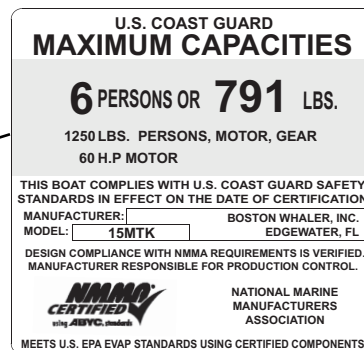 U.S. COAST GUARD
MAXIMUM CAPACITIES
6 PERSONS OR 791 LBS.
1250 LBS. PERSONS, MOTOR, GEAR
60 H.P MOTOR
THIS BOAT COMPLIES WITH U.S. COAST GUARD SAFETY
STANDARDS IN EFFECT ON THE DATE OF CERTIFICATION
MANUFACTURER: BOSTON WHALER, INC.
MODEL: 15MTK EDGEWATER, FL
DESIGN COMPLIANCE WITH NMMA REQUIREMENTS IS VERIFIED.
MANUFACTURER RESPONSIBLE FOR PRODUCTION CONTROL.
NMMA
CERTIFIED
using ABYC. standards
NATIONAL MARINE
MANUFACTURERS
ASSOCIATION
MEETS U.S. EPA EVAP STANDARDS USING CERTIFIED COMPONENTS